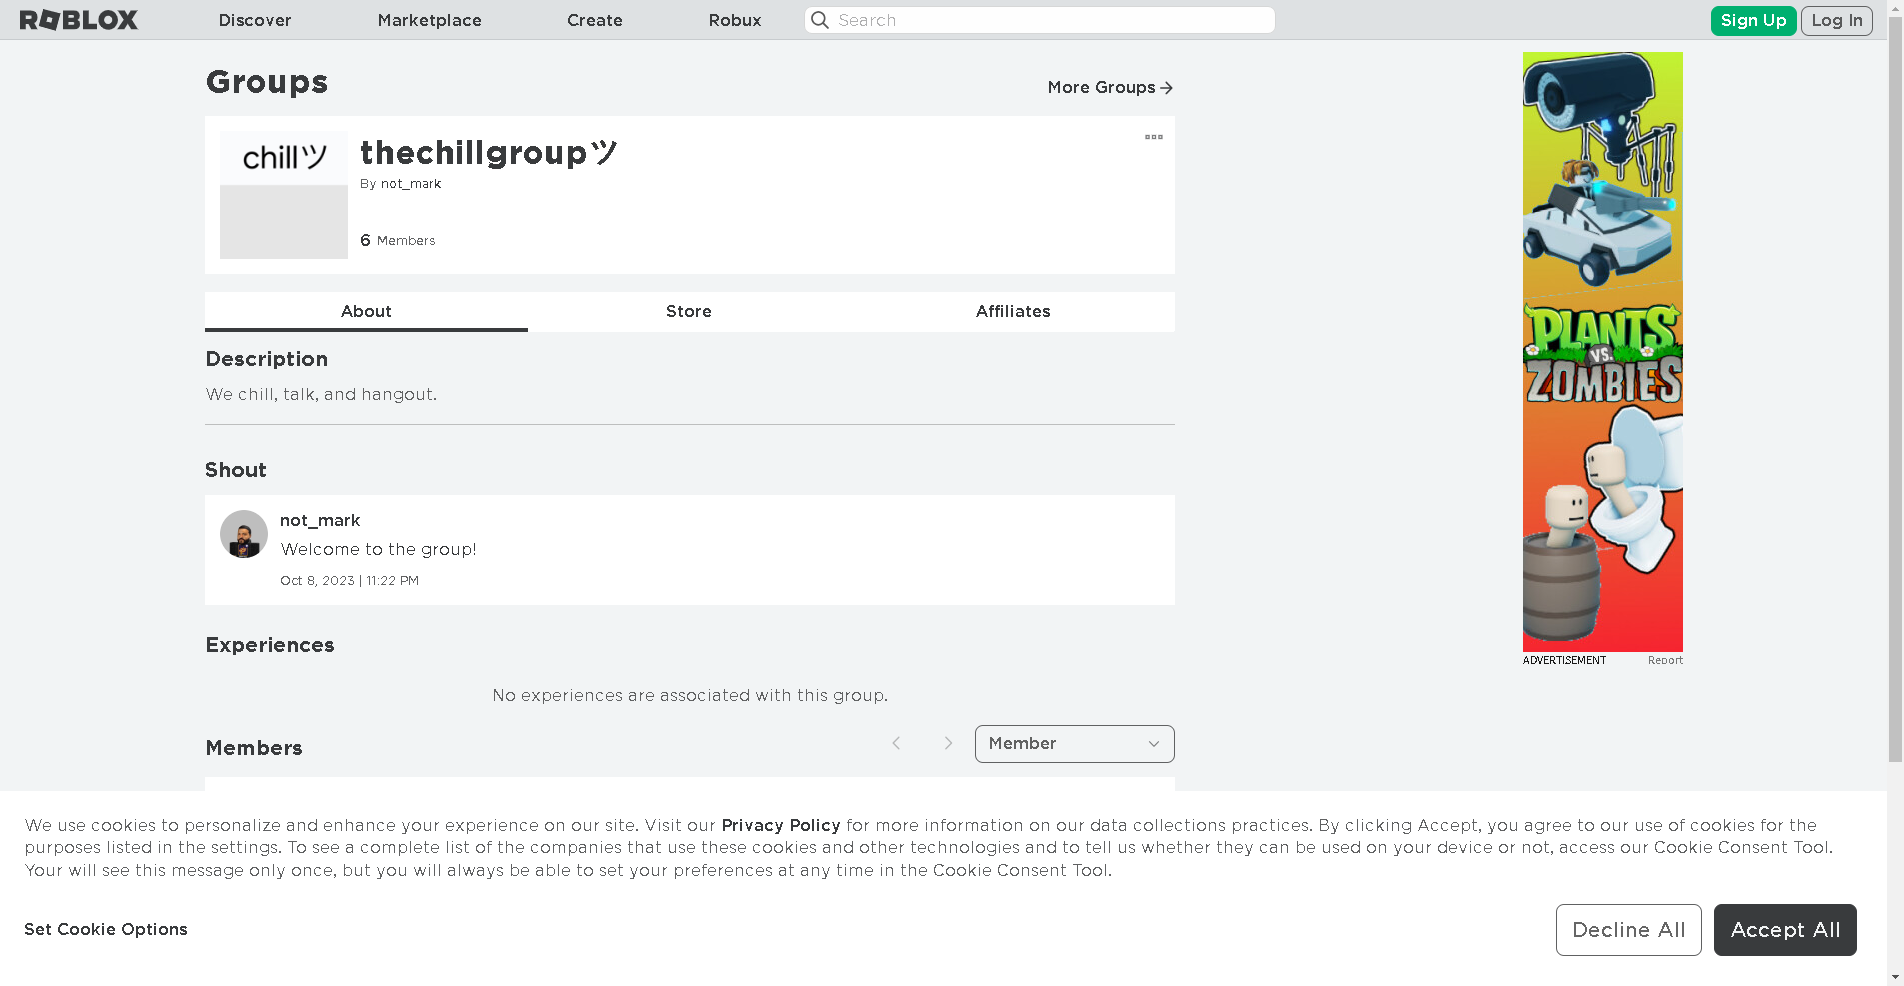 ROBLOX
Discover
Marketplace
Create
Robux
Search
Sign Up
Log In
Groups
More Groups
chillツ
thechillgroupツ
By not_mark
6 Members
About
Store
Affiliates
Description
We chill, talk, and hangout.
Shout
not_mark
Welcome to the group!
Oct 8, 2023 | 11:22 PM
Experiences
No experiences are associated with this group.
Members
Member
PLANTS
VS.
ZOMBIES
ADVERTISEMENT
Report
We use cookies to personalize and enhance your experience on our site. Visit our Privacy Policy for more information on our data collections practices. By clicking Accept, you agree to our use of cookies for the
purposes listed in the settings. To see a complete list of the companies that use these cookies and other technologies and to tell us whether they can be used on your device or not, access our Cookie Consent Tool.
Your will see this message only once, but you will always be able to set your preferences at any time in the Cookie Consent Tool.
Set Cookie Options
Decline All
Accept All